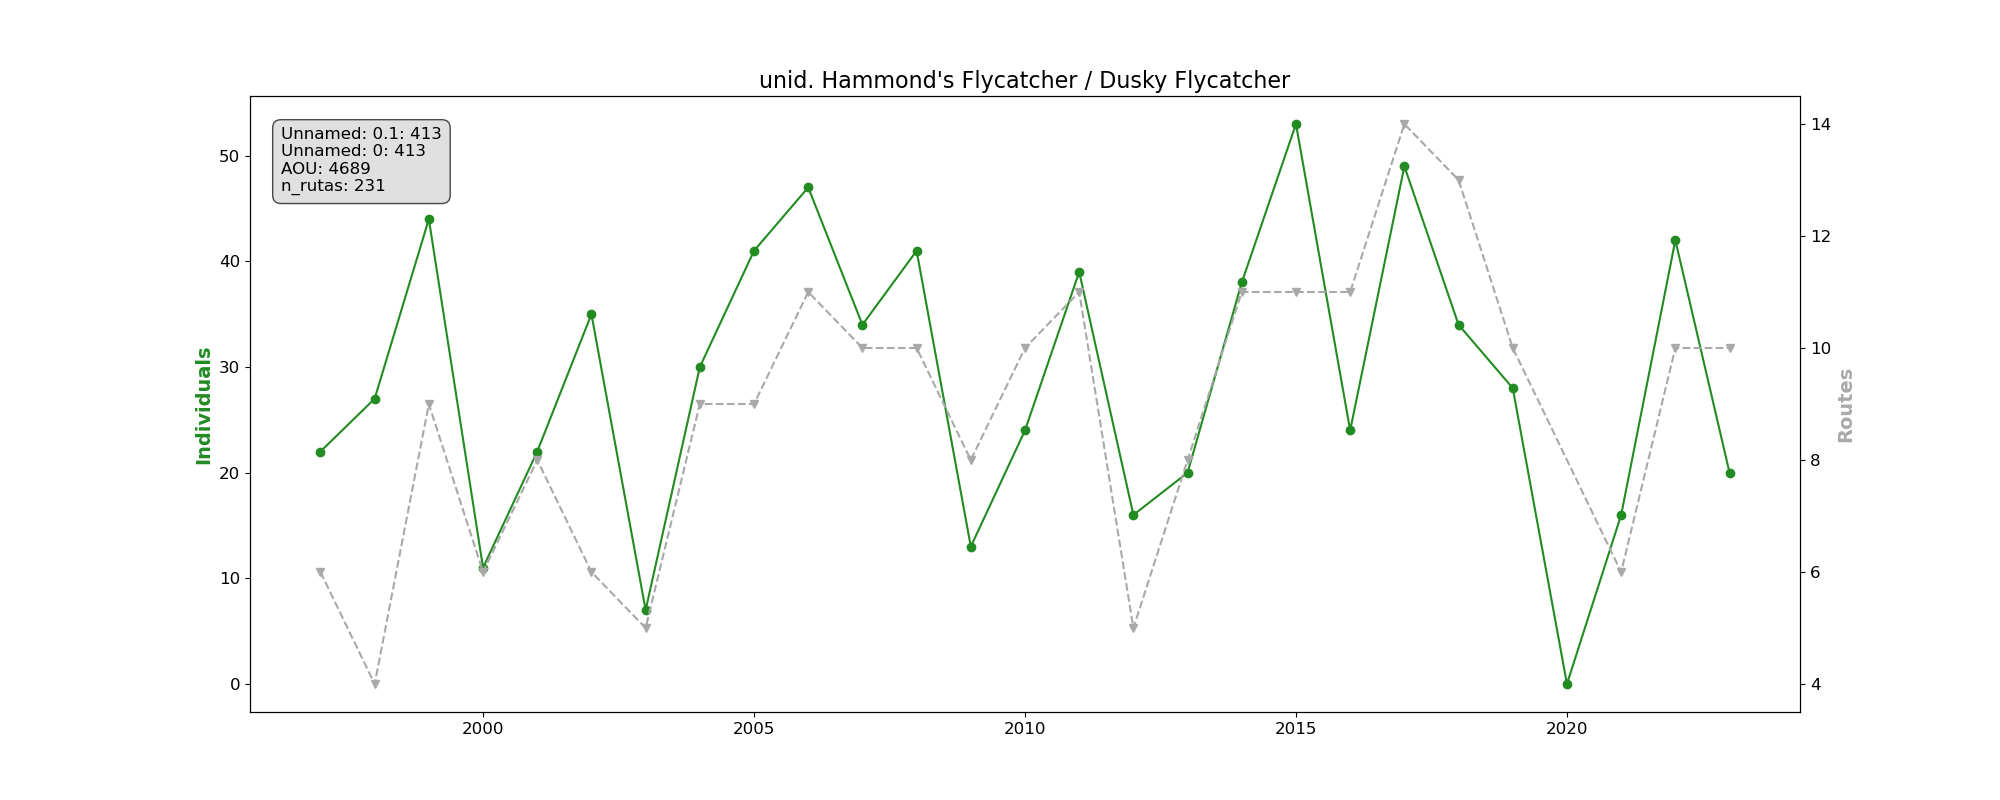 unid. Hammond's Flycatcher / Dusky Flycatcher
Unnamed: 0.1: 413
Unnamed: 0: 413
AOU: 4689
n_rutas: 231
50
40
30
20
10
0
Individuals
14
12
10
8
6
4
Routes
2000
2005
2010
2015
2020